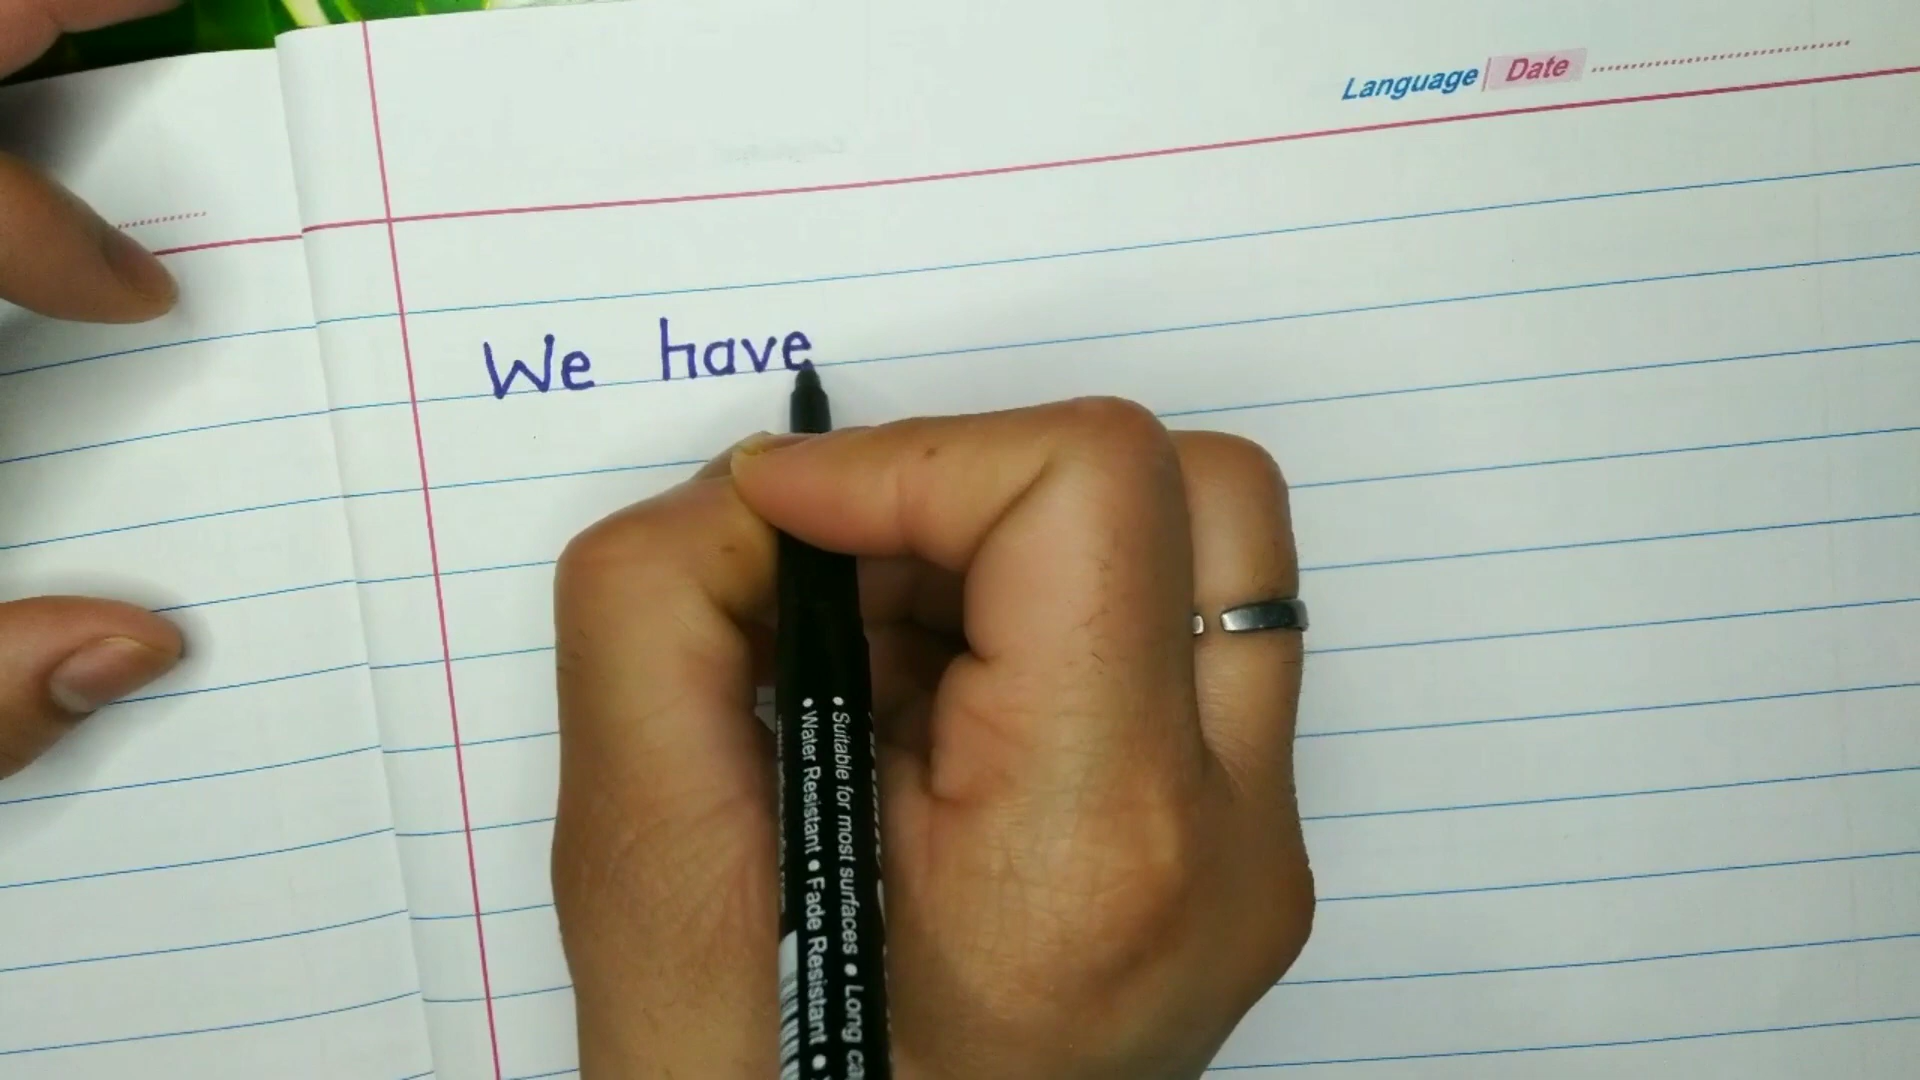 Language Date
We have
• Suitable for most surfaces • Long
• Water Resistant • Fade Resistant •